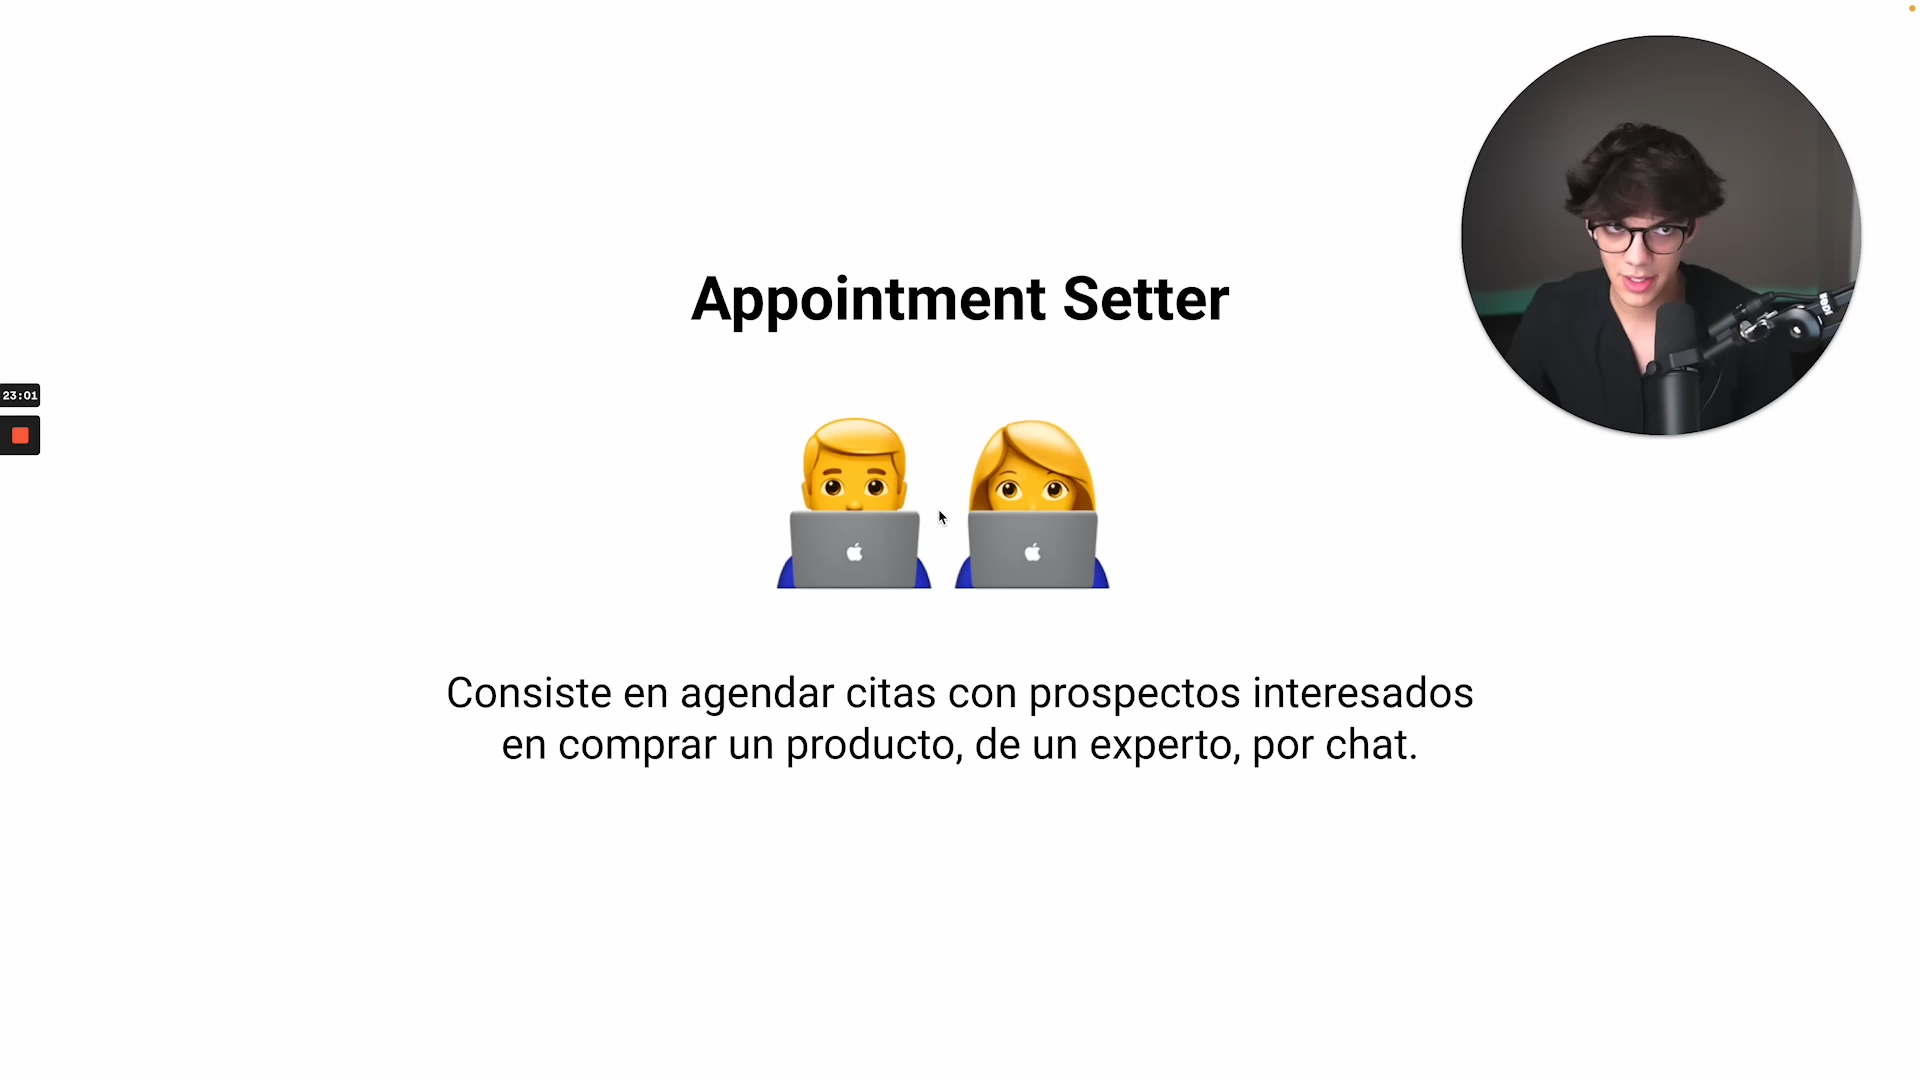 Appointment Setter
23:01
Consiste en agendar citas con prospectos interesados
en comprar un producto, de un experto, por chat.